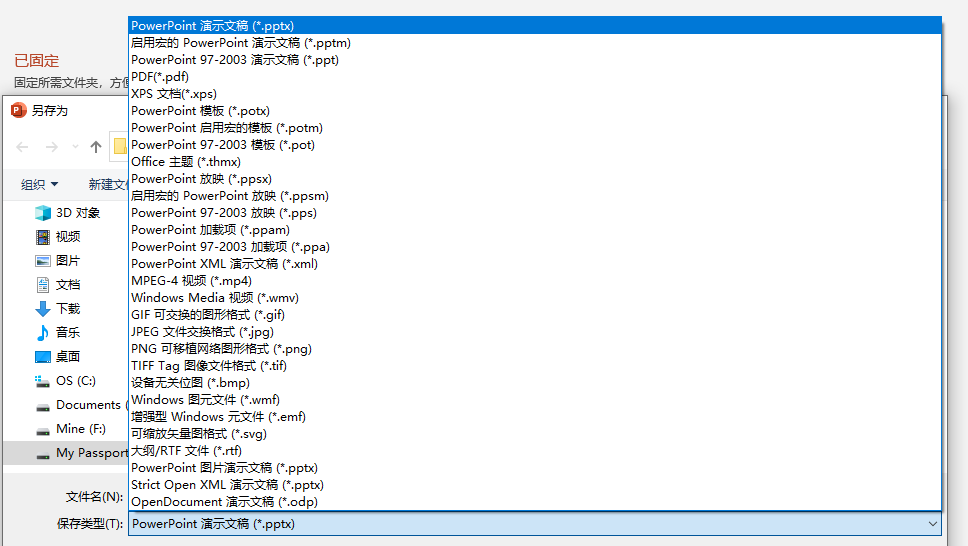 已固定
固定所需文件夹，方便
另存为
组织
新建文件
3D 对象
视频
图片
文档
下载
音乐
桌面
OS (C:)
Documents (
Mine (F:)
My Passport
PowerPoint 演示文稿 (*.pptx)
启用宏的 PowerPoint 演示文稿 (*.pptm)
PowerPoint 97-2003 演示文稿 (*.ppt)
PDF(*.pdf)
XPS 文档(*.xps)
PowerPoint 模板 (*.potx)
PowerPoint 启用宏的模板 (*.potm)
PowerPoint 97-2003 模板 (*.pot)
Office 主题 (*.thmx)
PowerPoint 放映 (*.ppsx)
启用宏的 PowerPoint 放映 (*.ppsm)
PowerPoint 97-2003 放映 (*.pps)
PowerPoint 加载项 (*.ppam)
PowerPoint 97-2003 加载项 (*.ppa)
PowerPoint XML 演示文稿 (*.xml)
MPEG-4 视频 (*.mp4)
Windows Media 视频 (*.wmv)
GIF 可交换的图形格式 (*.gif)
JPEG 文件交换格式 (*.jpg)
PNG 可移植网络图形格式 (*.png)
TIFF Tag 图像文件格式 (*.tif)
设备无关位图 (*.bmp)
Windows 图元文件 (*.wmf)
增强型 Windows 元文件 (*.emf)
可缩放矢量图格式 (*.svg)
大纲/RTF 文件 (*.rtf)
PowerPoint 图片演示文稿 (*.pptx)
Strict Open XML 演示文稿 (*.pptx)
OpenDocument 演示文稿 (*.odp)
文件名(N):
保存类型(T): PowerPoint 演示文稿 (*.pptx)